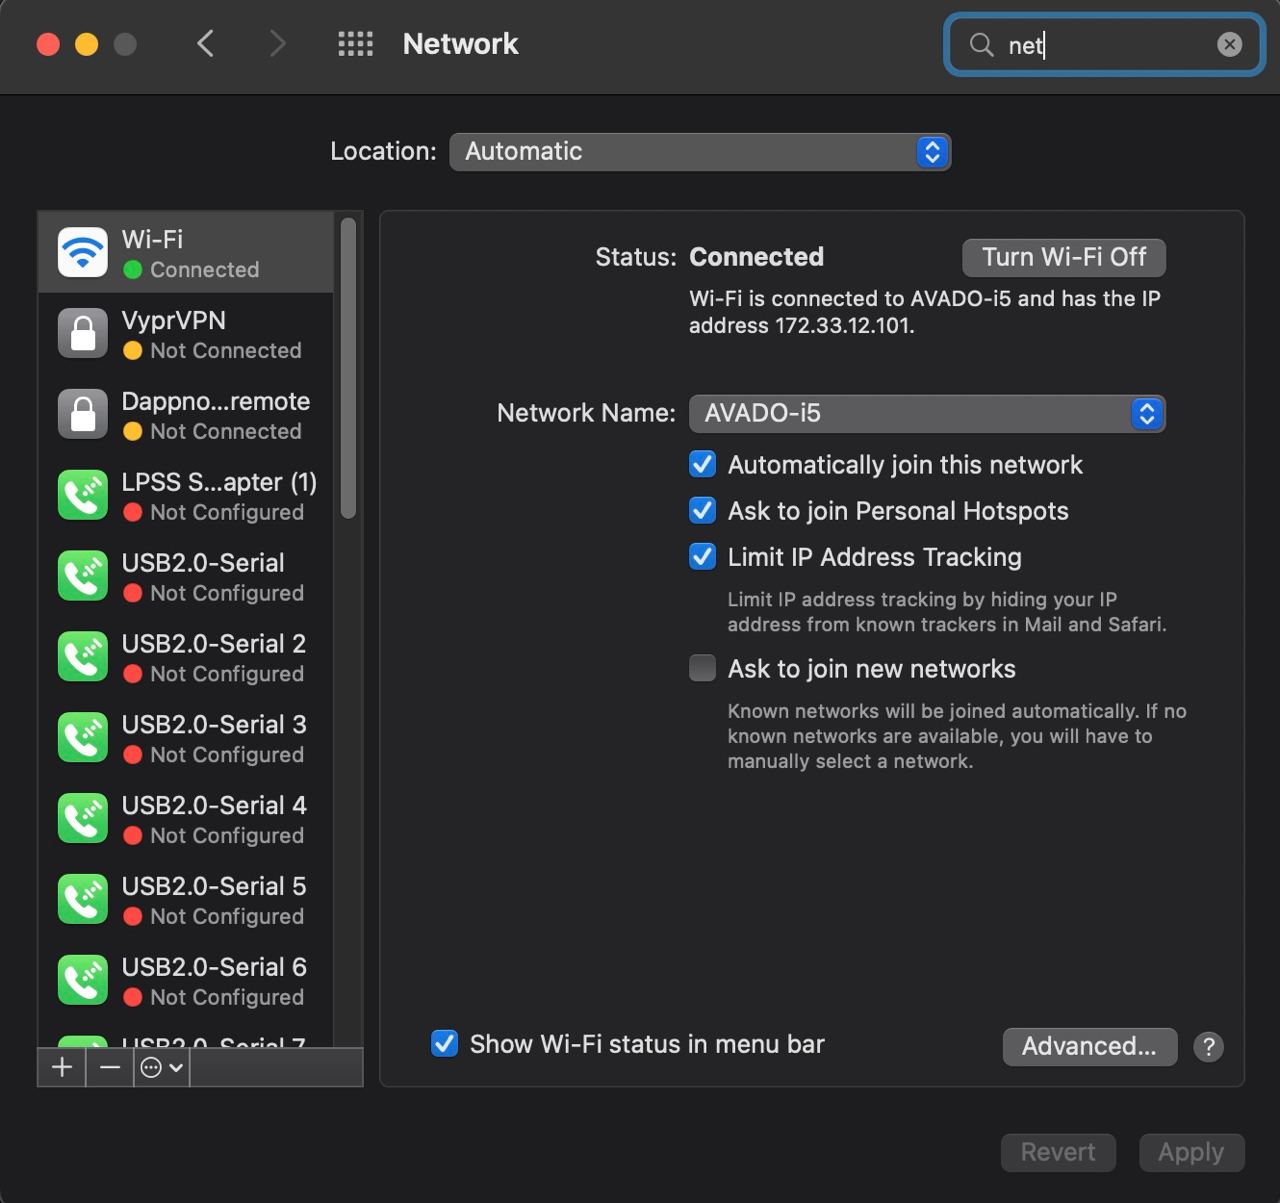 Network
net
Location: Automatic
Wi-Fi
Connected
VyprVPN
Not Connected
Dappno...remote
Not Connected
LPSS S...apter (1)
Not Configured
USB2.0-Serial
Not Configured
USB2.0-Serial 2
Not Configured
USB2.0-Serial 3
Not Configured
USB2.0-Serial 4
Not Configured
USB2.0-Serial 5
Not Configured
USB2.0-Serial 6
Not Configured
USB2.0-Serial 7
Status: Connected
Turn Wi-Fi Off
Wi-Fi is connected to AVADO-i5 and has the IP
address 172.33.12.101.
Network Name: AVADO-i5
Automatically join this network
Ask to join Personal Hotspots
Limit IP Address Tracking
Limit IP address tracking by hiding your IP
address from known trackers in Mail and Safari.
Ask to join new networks
Known networks will be joined automatically. If no
known networks are available, you will have to
manually select a network.
Show Wi-Fi status in menu bar
Advanced...
?
Revert
Apply